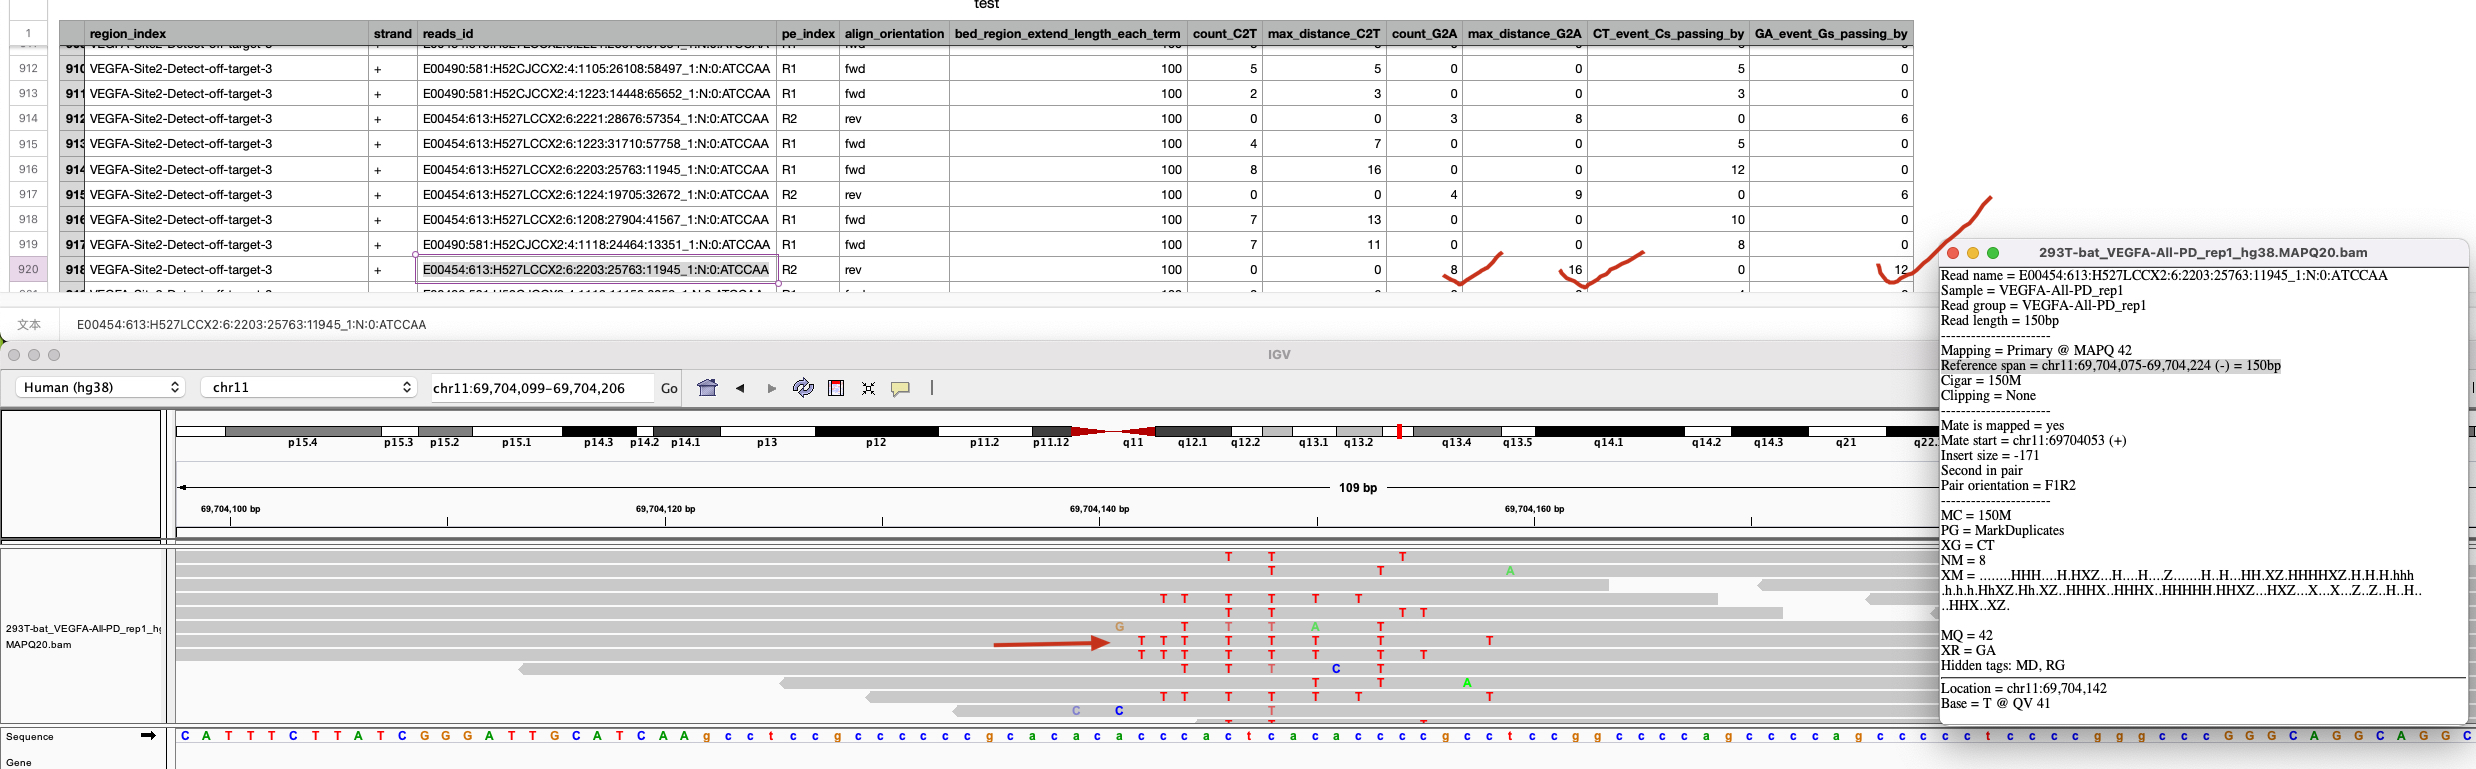 test
1 region_index strand reads_id pe_index align_orientation bed_region_extend_length_each_term count_C2T max_distance_C2T count_G2A max_distance_G2A CT_event_Cs_passing_by GA_event_Gs_passing_by
912 910 VEGFA-Site2-Detect-off-target-3 + E00490:581:H52CJCCX2:4:1105:26108:58497_1:N:0:ATCCAA R1 fwd 100 5 5 0 0 5 0
913 911 VEGFA-Site2-Detect-off-target-3 + E00490:581:H52CJCCX2:4:1223:14448:65652_1:N:0:ATCCAA R1 fwd 100 2 3 0 0 3 0
914 912 VEGFA-Site2-Detect-off-target-3 + E00454:613:H527LCCX2:6:2221:28676:57354_1:N:0:ATCCAA R2 rev 100 0 0 3 8 0 6
915 913 VEGFA-Site2-Detect-off-target-3 + E00454:613:H527LCCX2:6:1223:31710:57758_1:N:0:ATCCAA R1 fwd 100 4 7 0 0 5 0
916 914 VEGFA-Site2-Detect-off-target-3 + E00454:613:H527LCCX2:6:2203:25763:11945_1:N:0:ATCCAA R1 fwd 100 8 16 0 0 12 0
917 915 VEGFA-Site2-Detect-off-target-3 + E00454:613:H527LCCX2:6:1224:19705:32672_1:N:0:ATCCAA R2 rev 100 0 0 4 9 0 6
918 916 VEGFA-Site2-Detect-off-target-3 + E00454:613:H527LCCX2:6:1208:27904:41567_1:N:0:ATCCAA R1 fwd 100 7 13 0 0 10 0
919 917 VEGFA-Site2-Detect-off-target-3 + E00490:581:H52CJCCX2:4:1118:24464:13351_1:N:0:ATCCAA R1 fwd 100 7 11 0 0 8 0
920 918 VEGFA-Site2-Detect-off-target-3 + E00454:613:H527LCCX2:6:2203:25763:11945_1:N:0:ATCCAA R2 rev 100 0 0 8 16 0 12
文本 E00454:613:H527LCCX2:6:2203:25763:11945_1:N:0:ATCCAA
IGV
Human (hg38) chr11 chr11:69,704,099-69,704,206 Go
p15.4 p15.3 p15.2 p15.1 p14.3 p14.2 p14.1 p13 p12 p11.2 p11.12 q11 q12.1 q12.2 q13.1 q13.2 q13.4 q13.5 q14.1 q14.2 q14.3 q21 q22.
109 bp
69,704,100 bp 69,704,120 bp 69,704,140 bp 69,704,160 bp
T T T
T T A
T T T T T T
T T T T
G T T T A T
T T T T T T T T
T T T T T T T T
T T T C T
T T A
T T T T T T T
C C T
293T-bat_VEGFA-All-PD_rep1_hg
MAPQ20.bam
Sequence C A T T T C T T A T C G G G A T T G C A T C A A g c c t c c g c c c c c c g c a c a c a c c c a c t c a c a c c c c g c c t c c g g c c c c a g c c c c a g c c c c c t c c c c g g g c c c G G G C A G G C A G G C
Gene
293T-bat_VEGFA-All-PD_rep1_hg38.MAPQ20.bam
Read name = E00454:613:H527LCCX2:6:2203:25763:11945_1:N:0:ATCCAA
Sample = VEGFA-All-PD_rep1
Read group = VEGFA-All-PD_rep1
Read length = 150bp
----------------------
Mapping = Primary @ MAPQ 42
Reference span = chr11:69,704,075-69,704,224 (-) = 150bp
Cigar = 150M
Clipping = None
----------------------
Mate is mapped = yes
Mate start = chr11:69704053 (+)
Insert size = -171
Second in pair
Pair orientation = F1R2
----------------------
MC = 150M
PG = MarkDuplicates
XG = CT
NM = 8
XM = ........HHH....H.HXZ...H....H....Z.......H..H...HH.XZ.HHHHXZ.H.H.H.hhh
.h.h.h.HhXZ.Hh.XZ..HHHX..HHHX..HHHHH.HHXZ...HXZ...X...X...Z..Z..H..H..
..HHX..XZ.
MQ = 42
XR = GA
Hidden tags: MD, RG
Location = chr11:69,704,142
Base = T @ QV 41